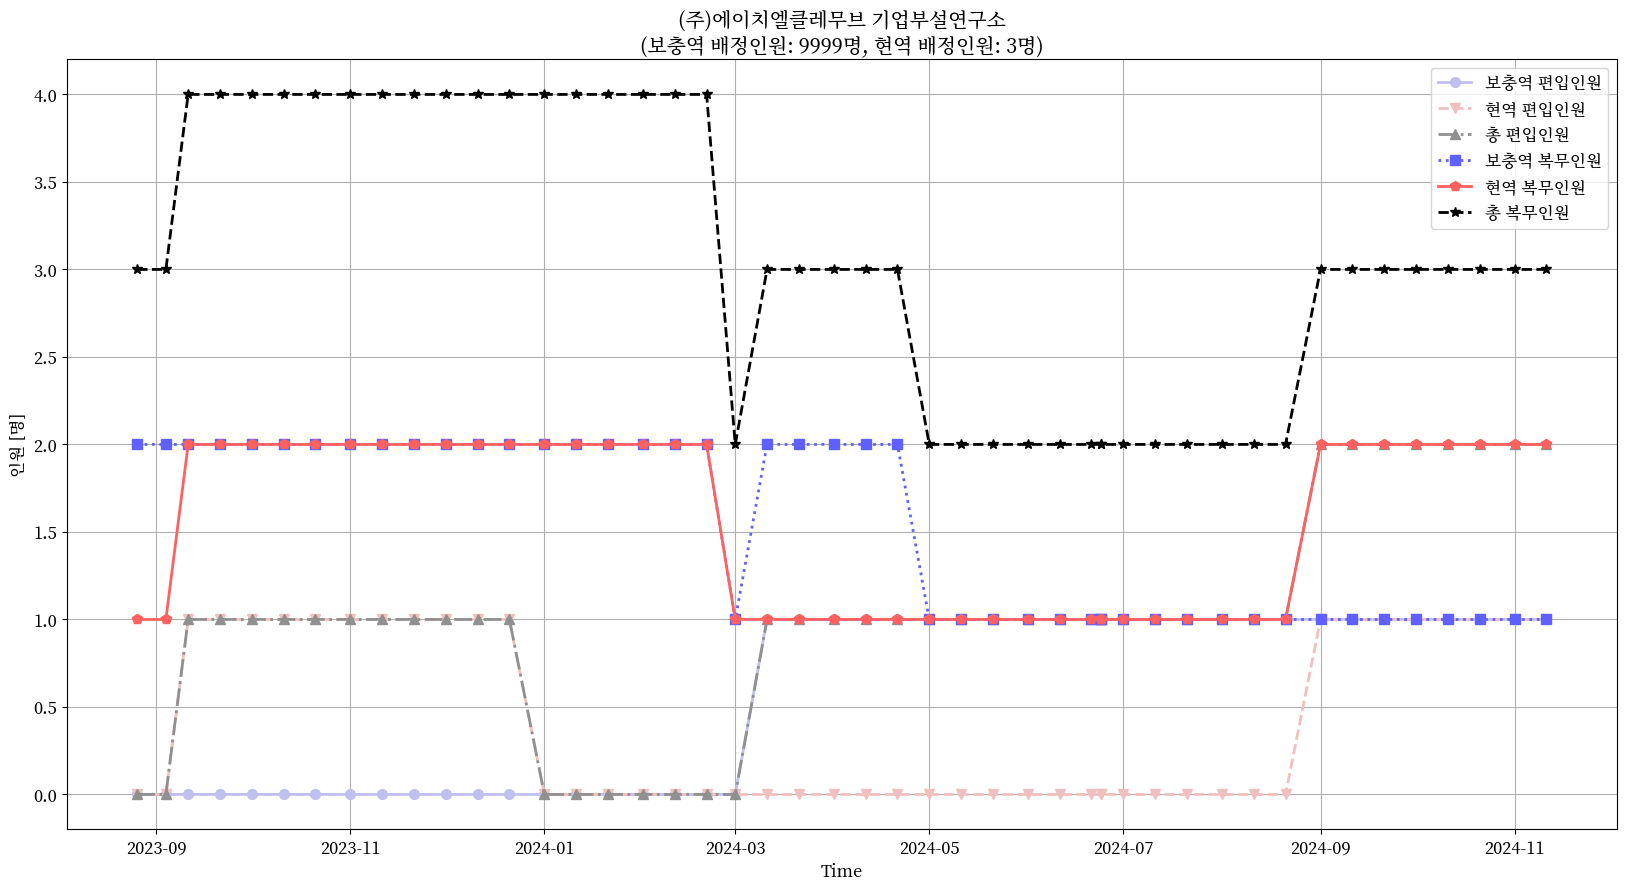 (주)에이치엘클레무브 기업부설연구소
(보충역 배정인원: 9999명, 현역 배정인원: 3명)
보충역 편입인원
현역 편입인원
총 편입인원
보충역 복무인원
현역 복무인원
총 복무인원
인원 [명]
4.0
3.5
3.0
2.5
2.0
1.5
1.0
0.5
0.0
2023-09
2023-11
2024-01
2024-03
2024-05
2024-07
2024-09
2024-11
Time